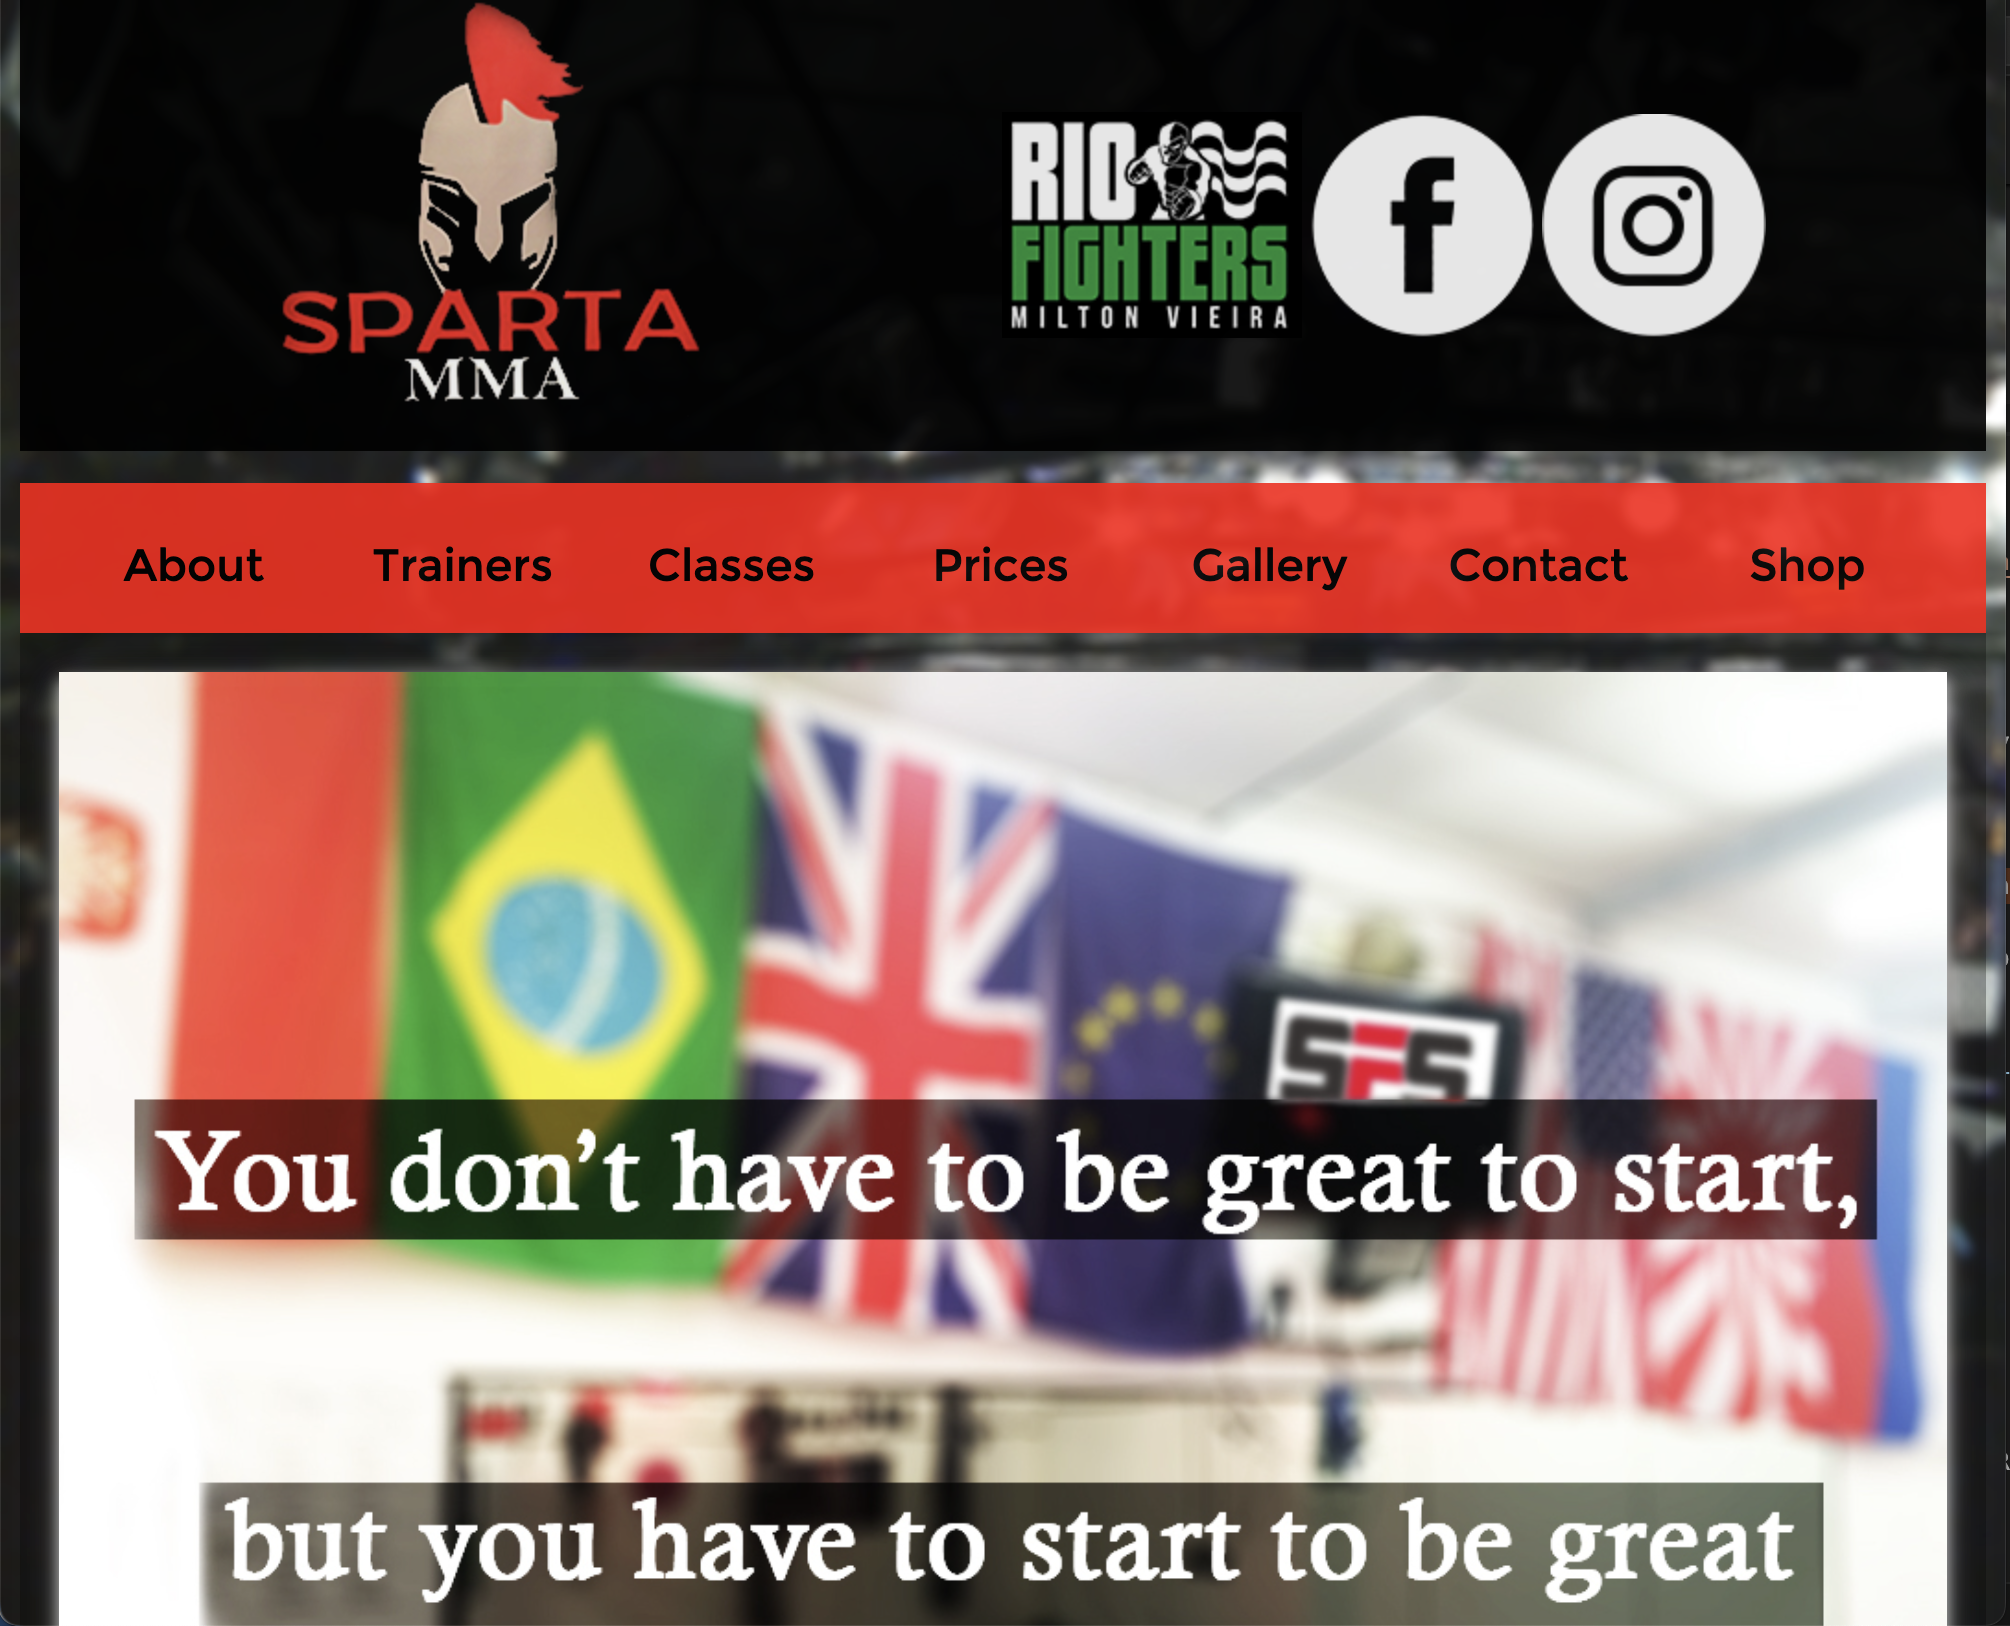 SPARTA
MMA
RIO
FIGHTERS
MILTON VIEIRA
About Trainers Classes Prices Gallery Contact Shop
SFS
You don’t have to be great to start,
but you have to start to be great